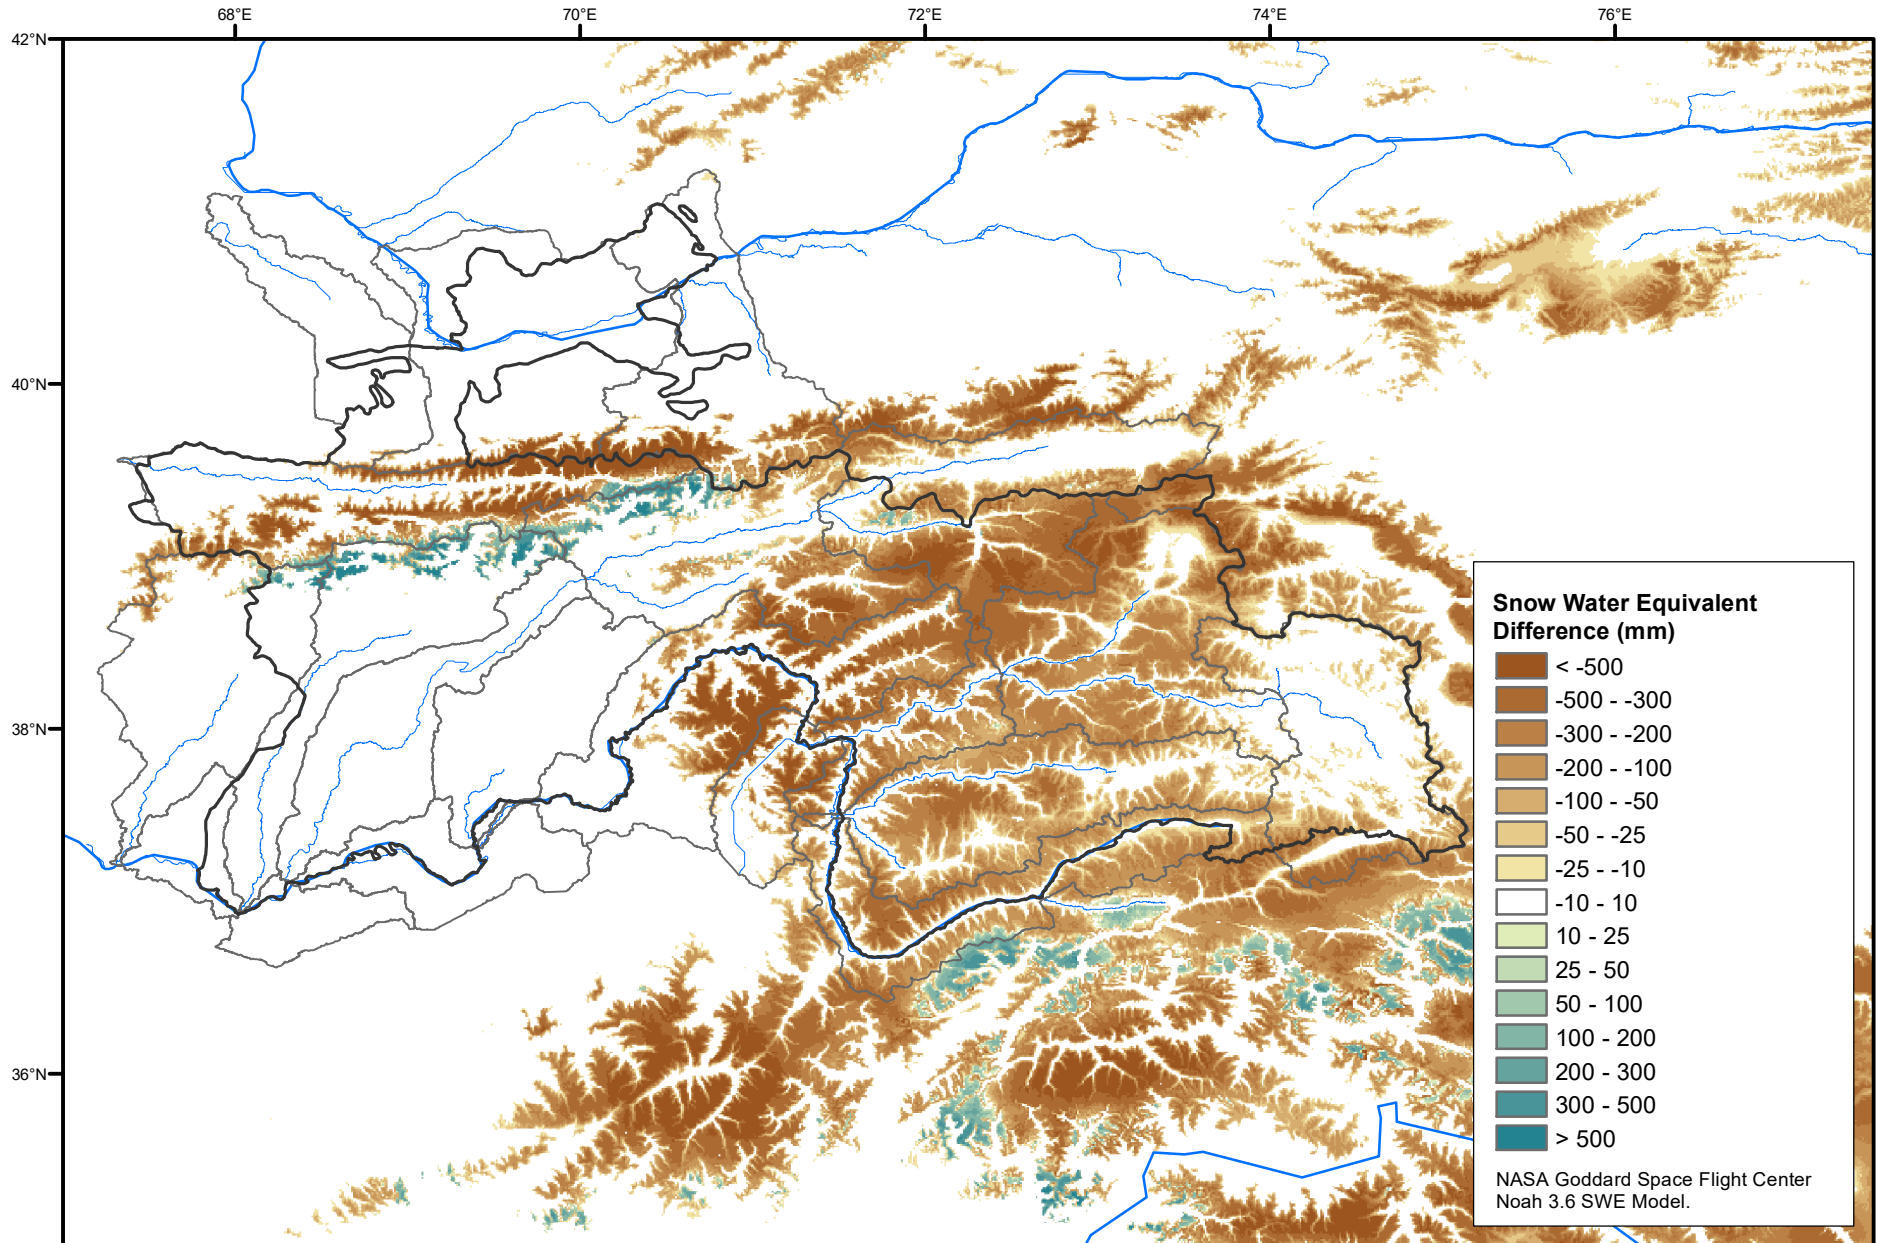 68°E 70°E 72°E 74°E 76°E
42°N
40°N
38°N
36°N
Snow Water Equivalent
Difference (mm)
< -500
-500 - -300
-300 - -200
-200 - -100
-100 - -50
-50 - -25
-25 - -10
-10 - 10
10 - 25
25 - 50
50 - 100
100 - 200
200 - 300
300 - 500
> 500
NASA Goddard Space Flight Center
Noah 3.6 SWE Model.